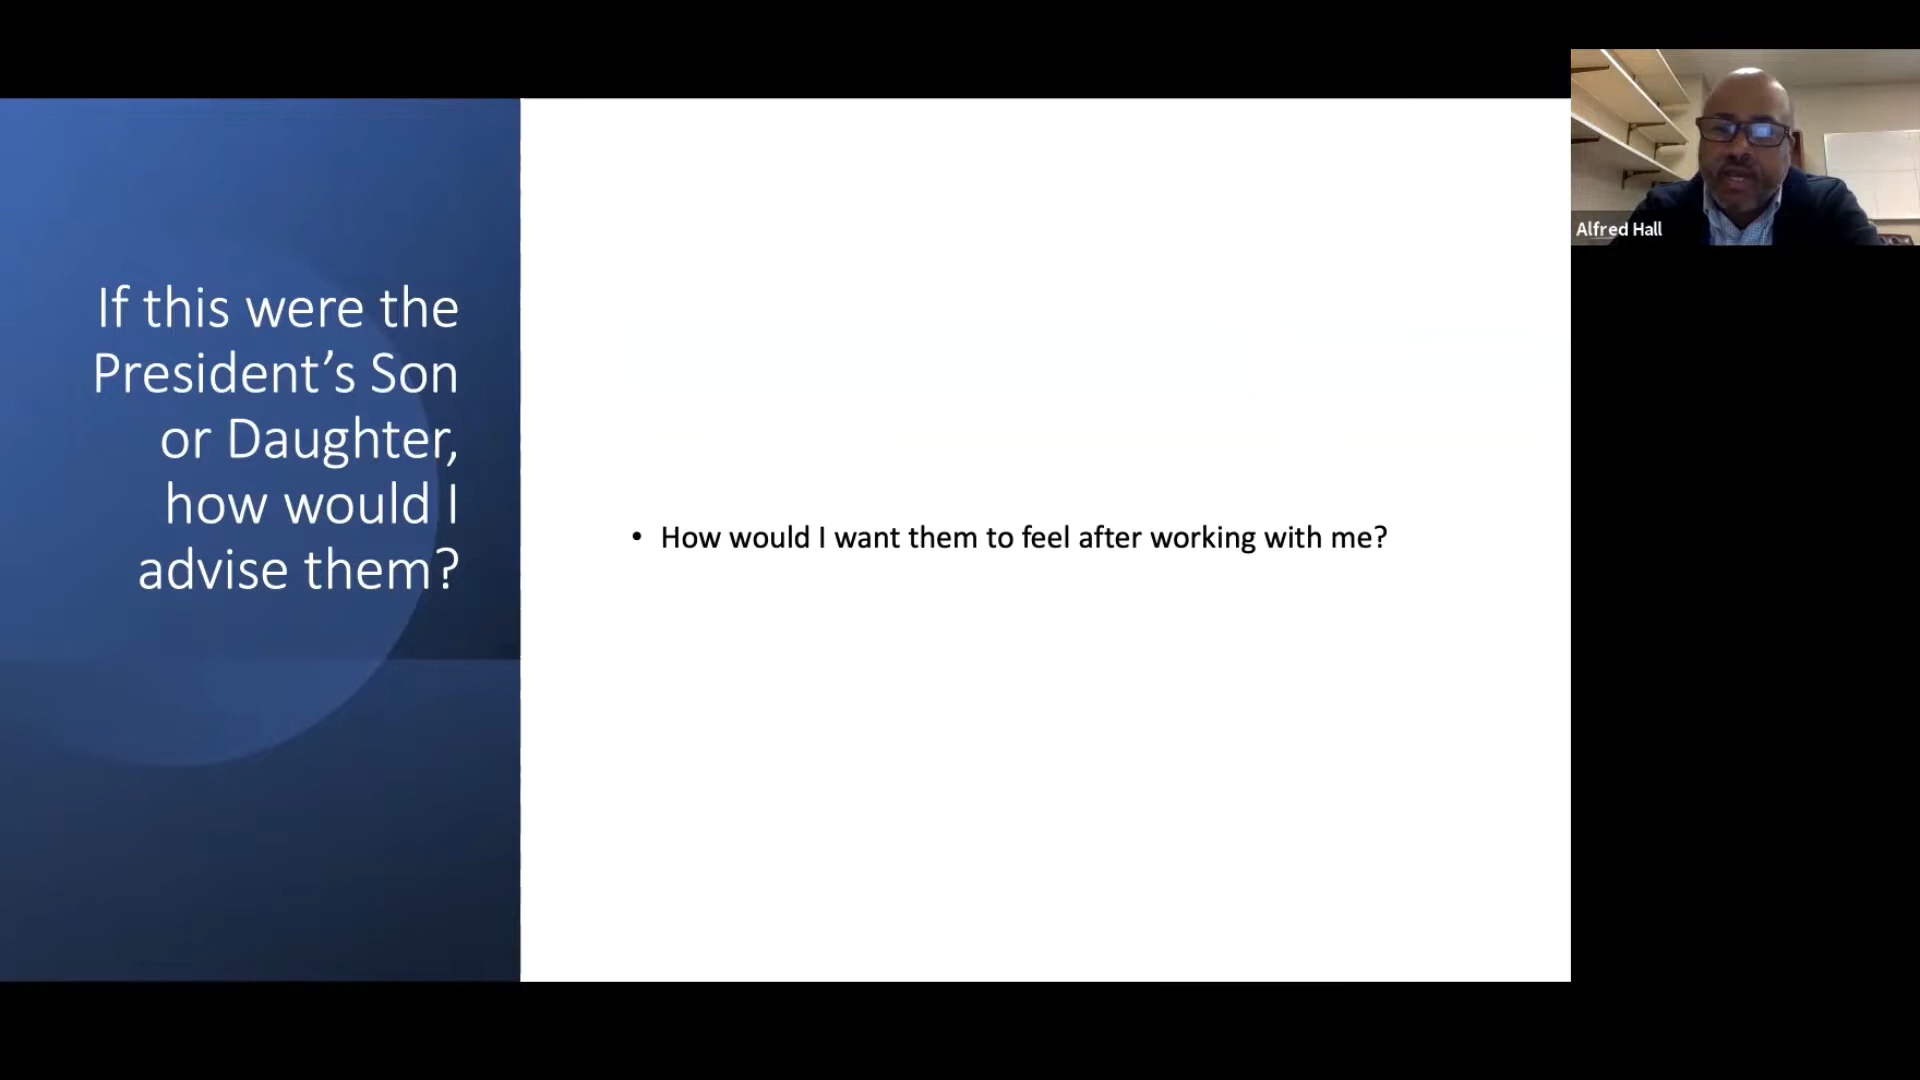 If this were the
President’s Son
or Daughter,
how would I
advise them?
• How would I want them to feel after working with me?
Alfred Hall